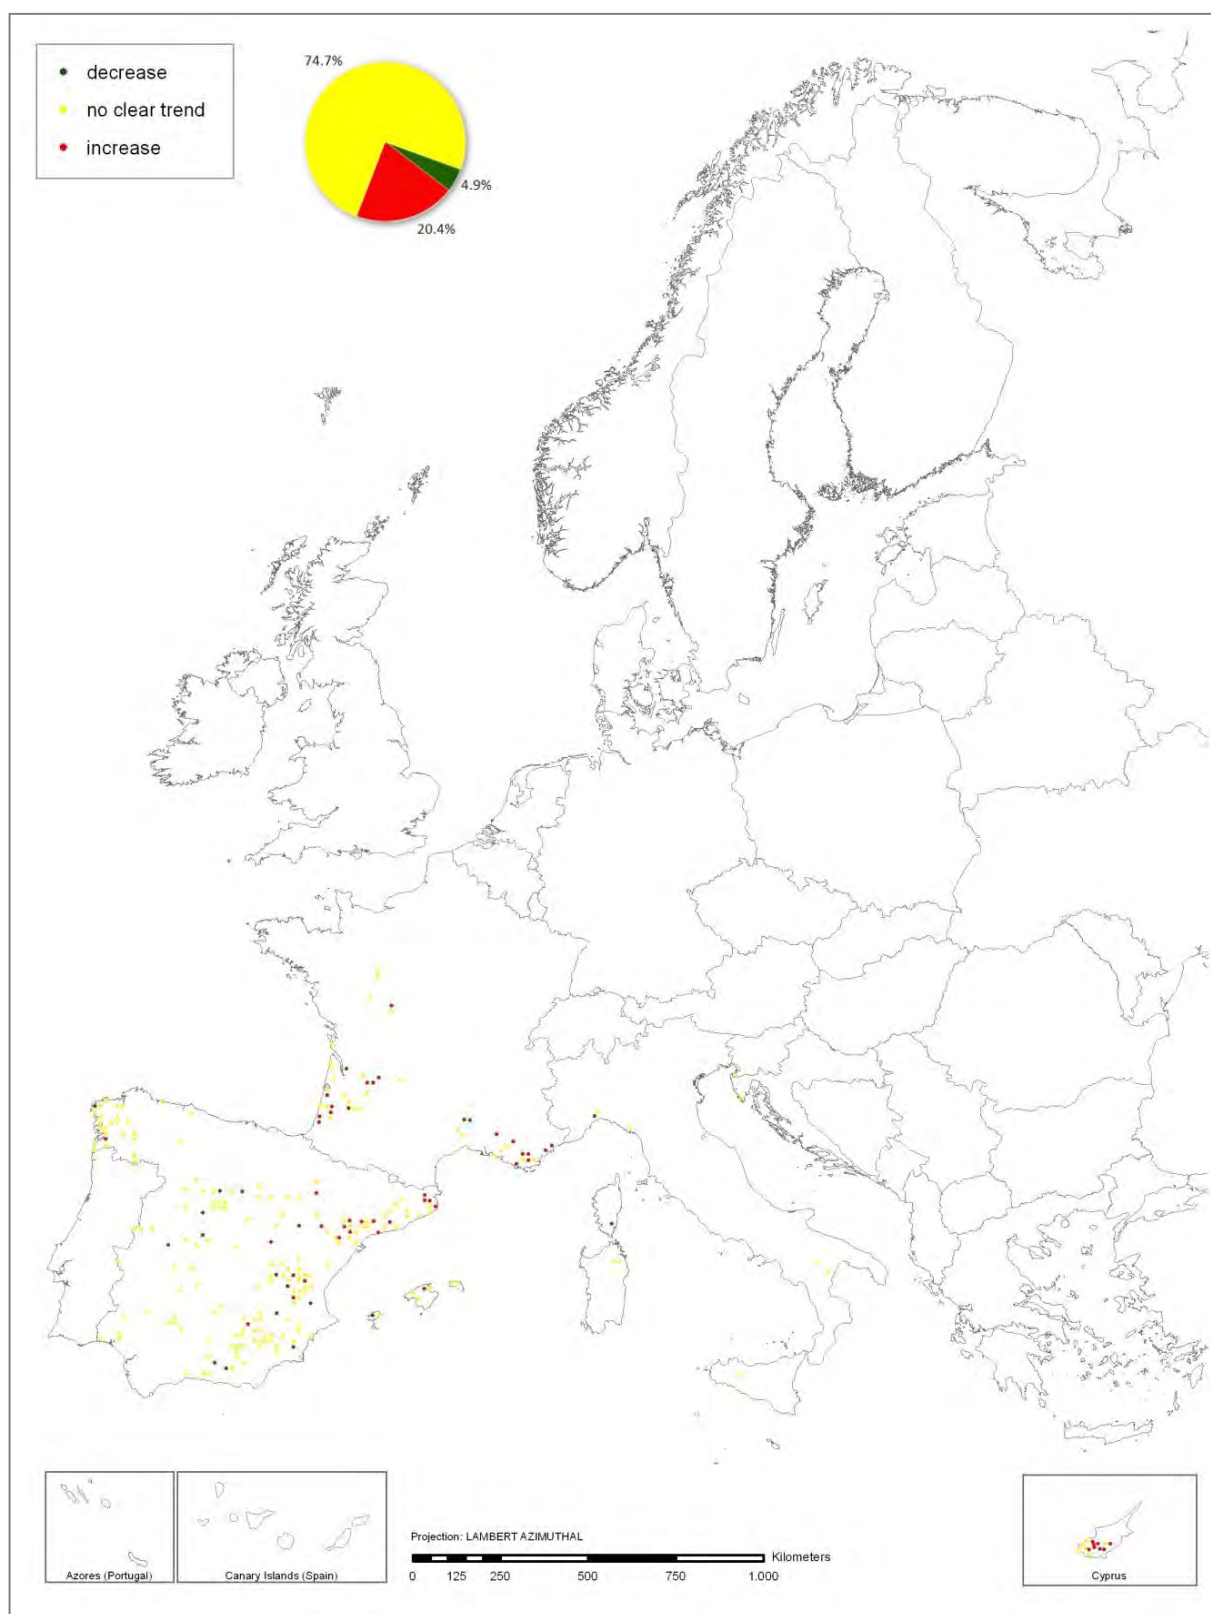 decrease
no clear trend
increase
74.7%
4.9%
20.4%
Projection: LAMBERT AZIMUTHAL
Kilometers
0 125 250 500 750 1.000
Azores (Portugal)
Canary Islands (Spain)
Cyprus